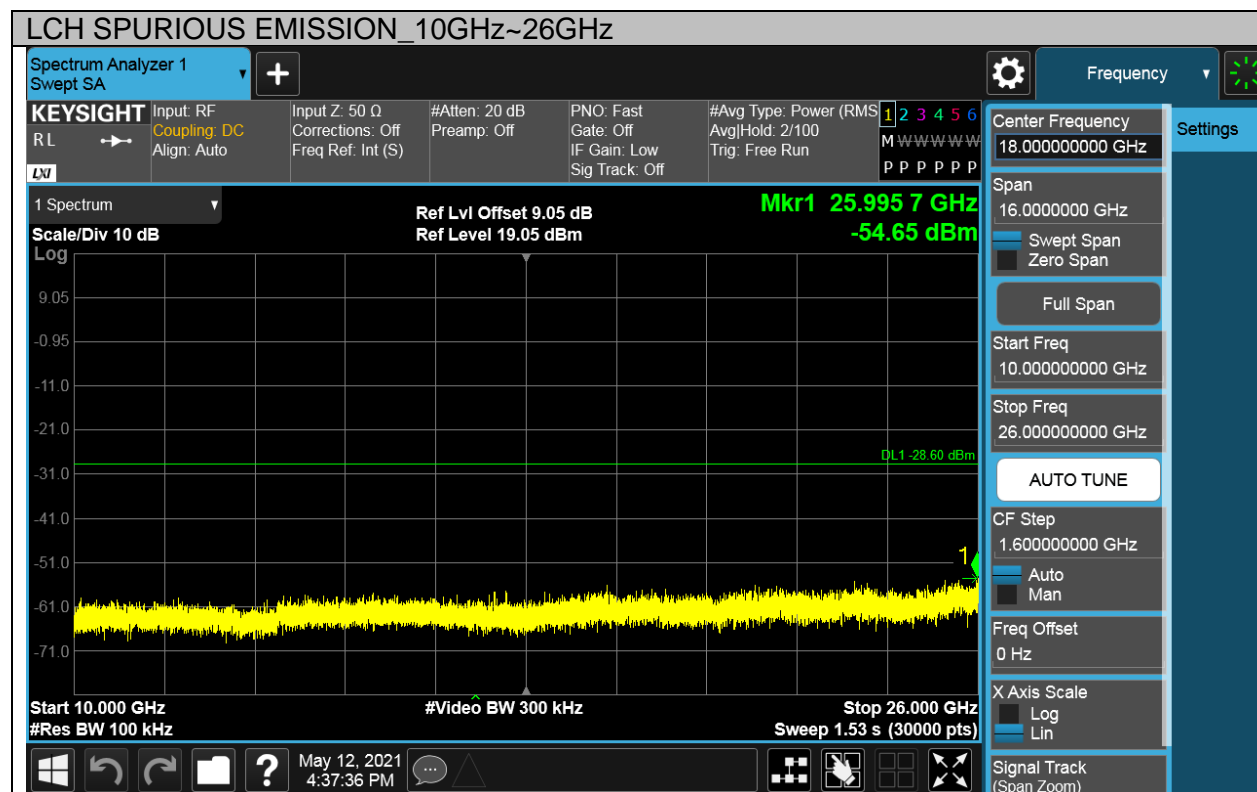 LCH SPURIOUS EMISSION_10GHz~26GHz
Spectrum Analyzer 1
Swept SA
+
Frequency
KEYSIGHT
RL
LXI
Input: RF
Coupling: DC
Align: Auto
Input Z: 50 Ω
Corrections: Off
Freq Ref: Int (S)
#Atten: 20 dB
Preamp: Off
PNO: Fast
Gate: Off
IF Gain: Low
Sig Track: Off
#Avg Type: Power (RMS
Avg|Hold: 2/100
Trig: Free Run
1 2 3 4 5 6
M W W W W W
P P P P P P
1 Spectrum
Scale/Div 10 dB
Log
Ref Lvl Offset 9.05 dB
Ref Level 19.05 dBm
Mkr1 25.995 7 GHz
-54.65 dBm
9.05
-0.95
-11.0
-21.0
DL1 -28.60 dBm
-31.0
-41.0
-51.0
1
-61.0
-71.0
Start 10.000 GHz
#Res BW 100 kHz
#Video BW 300 kHz
Stop 26.000 GHz
Sweep 1.53 s (30000 pts)
Center Frequency
18.000000000 GHz
Settings
Span
16.0000000 GHz
Swept Span
Zero Span
Full Span
Start Freq
10.000000000 GHz
Stop Freq
26.000000000 GHz
AUTO TUNE
CF Step
1.600000000 GHz
Auto
Man
Freq Offset
0 Hz
X Axis Scale
Log
Lin
Signal Track
(Span Zoom)
?
May 12, 2021
4:37:36 PM